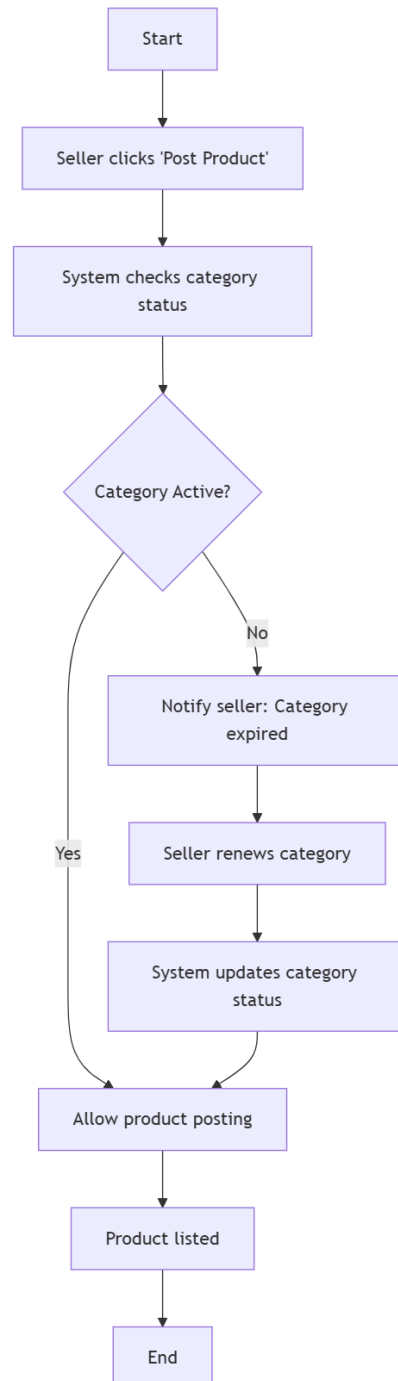 Start
Seller clicks 'Post Product'
System checks category
status
Category Active?
No
Notify seller: Category
expired
Seller renews category
Yes
System updates category
status
Allow product posting
Product listed
End